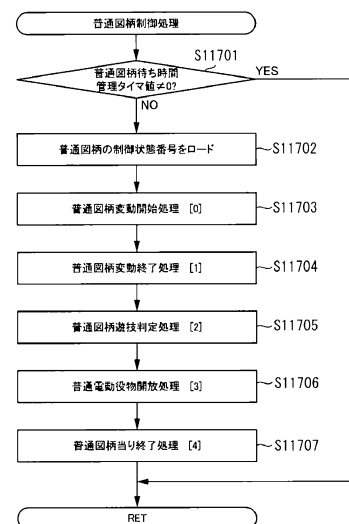 普通図柄制御処理
S11701
普通図柄待ち時間
管理タイマ値≠0?
YES
NO
普通図柄の制御状態番号をロード
S11702
普通図柄変動開始処理 [0]
S11703
普通図柄変動終了処理 [1]
S11704
普通図柄遊技判定処理 [2]
S11705
普通電動役物開放処理 [3]
S11706
普通図柄当り終了処理 [4]
S11707
RET